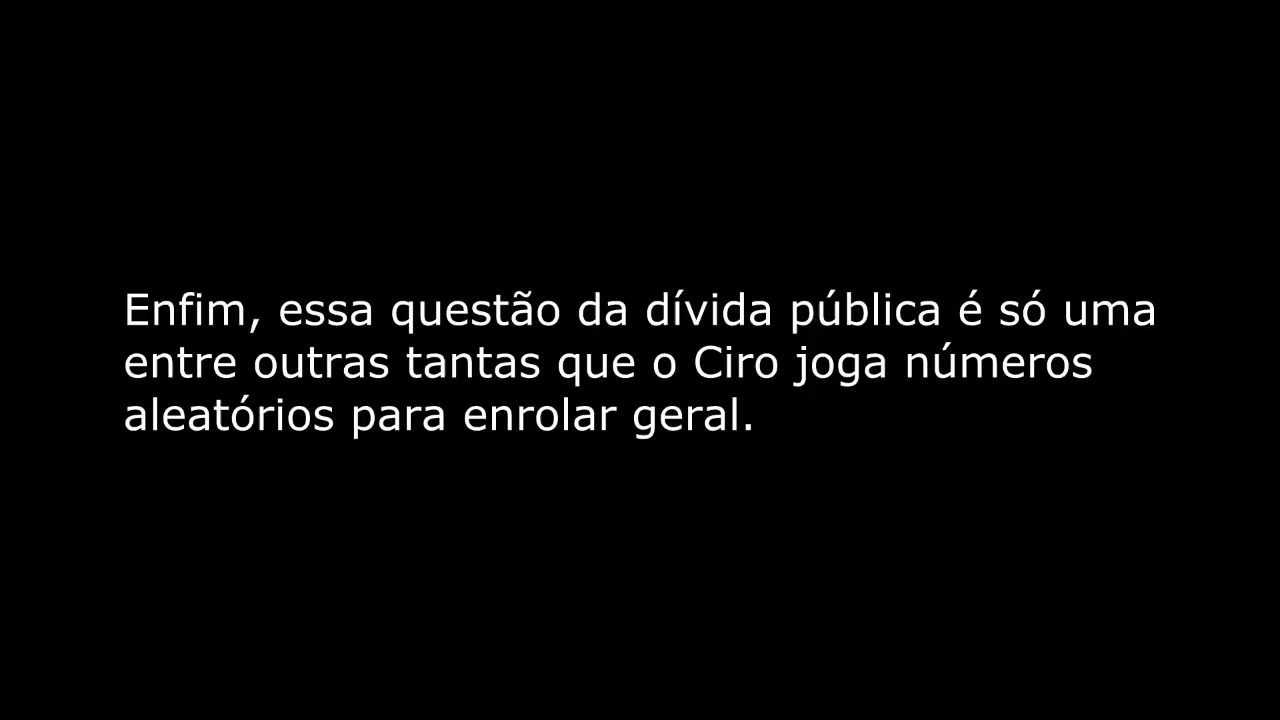 Enfim, essa questão da dívida pública é só uma
entre outras tantas que o Ciro joga números
aleatórios para enrolar geral.